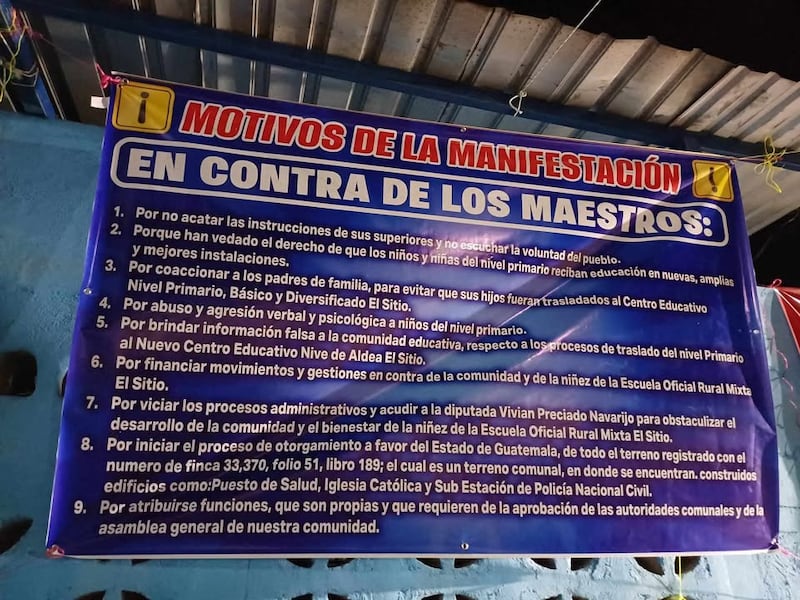 MOTIVOS DE LA MANIFESTACIÓN
EN CONTRA DE LOS MAESTROS:
1. Por no acatar las instrucciones de sus superiores y no escuchar la voluntad del pueblo.
2. Porque han vedado el derecho de que los niños y niñas del nivel primario reciban educación en nuevas, amplias
y mejores instalaciones.
3. Por coaccionar a los padres de familia, para evitar que sus hijos fueran trasladados al Centro Educativo
Nivel Primario, Básico y Diversificado El Sitio.
4. Por abuso y agresión verbal y psicológica a niños del nivel primario.
5. Por brindar información falsa a la comunidad educativa, respecto a los procesos de traslado del nivel Primario
al Nuevo Centro Educativo Nive de Aldea El Sitio.
6. Por financiar movimientos y gestiones en contra de la comunidad y de la niñez de la Escuela Oficial Rural Mixta
El Sitio.
7. Por viciar los procesos administrativos y acudir a la diputada Vivian Preciado Navarijo para obstaculizar el
desarrollo de la comunidad y el bienestar de la niñez de la Escuela Oficial Rural Mixta El Sitio.
8. Por iniciar el proceso de otorgamiento a favor del Estado de Guatemala, de todo el terreno registrado con el
numero de finca 33,370, folio 51, libro 189; el cual es un terreno comunal, en donde se encuentran. construidos
edificios como:Puesto de Salud, Iglesia Católica y Sub Estación de Policía Nacional Civil.
9. Por atribuirse funciones, que son propias y que requieren de la aprobación de las autoridades comunales y de la
asamblea general de nuestra comunidad.